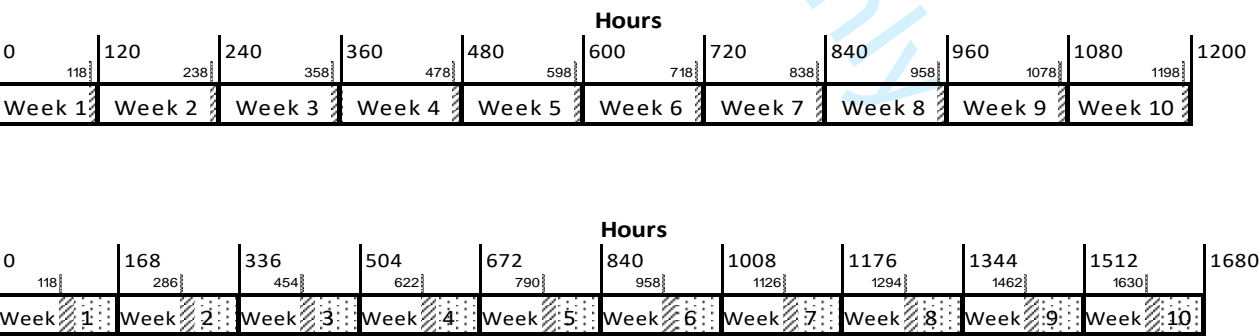 Hours
0 120 240 360 480 600 720 840 960 1080 1200
118 238 358 478 598 718 838 958 1078 1198
Week 1 Week 2 Week 3 Week 4 Week 5 Week 6 Week 7 Week 8 Week 9 Week 10
Hours
0 168 336 504 672 840 1008 1176 1344 1512 1680
118 286 454 622 790 958 1126 1294 1462 1630
Week 1 Week 2 Week 3 Week 4 Week 5 Week 6 Week 7 Week 8 Week 9 Week 10